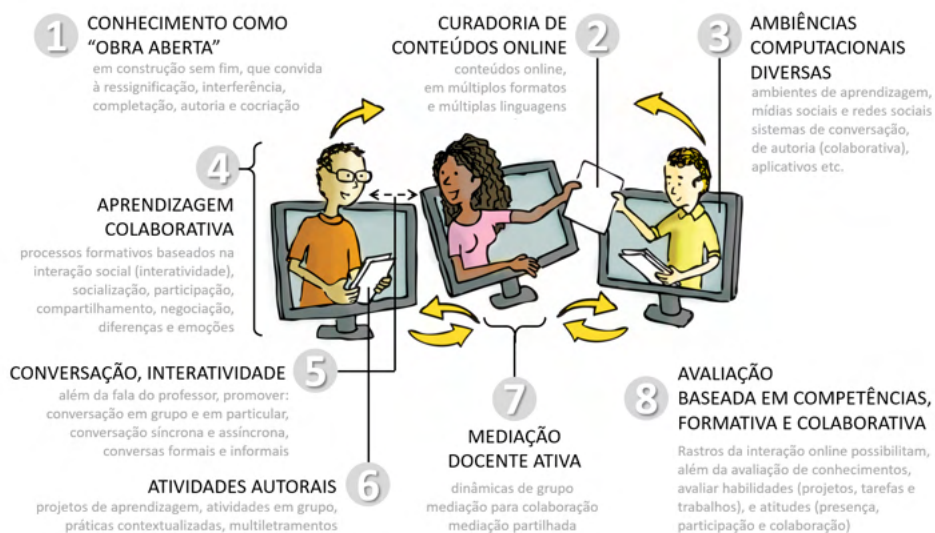 1
CONHECIMENTO COMO
“OBRA ABERTA”
em construção sem fim, que convida
à ressignificação, interferência,
completação, autoria e cocriação
CURADORIA DE
CONTEÚDOS ONLINE
2
conteúdos online,
em múltiplos formatos
e múltiplas linguagens
3
AMBIÊNCIAS
COMPUTACIONAIS
DIVERSAS
ambientes de aprendizagem,
mídias sociais e redes sociais
sistemas de conversação,
de autoria (colaborativa),
aplicativos etc.
4
APRENDIZAGEM
COLABORATIVA
processos formativos baseados na
interação social (interatividade),
socialização, participação,
compartilhamento, negociação,
diferenças e emoções
CONVERSAÇÃO, INTERATIVIDADE
5
além da fala do professor, promover:
conversação em grupo e em particular,
conversação síncrona e assíncrona,
conversas formais e informais
ATIVIDADES AUTORAIS
6
projetos de aprendizagem, atividades em grupo,
práticas contextualizadas, multiletramentos
7
MEDIAÇÃO
DOCENTE ATIVA
dinâmicas de grupo
mediação para colaboração
mediação partilhada
8
AVALIAÇÃO
BASEADA EM COMPETÊNCIAS,
FORMATIVA E COLABORATIVA
Rastros da interação online possibilitam,
além da avaliação de conhecimentos,
avaliar habilidades (projetos, tarefas e
trabalhos), e atitudes (presença,
participação e colaboração)